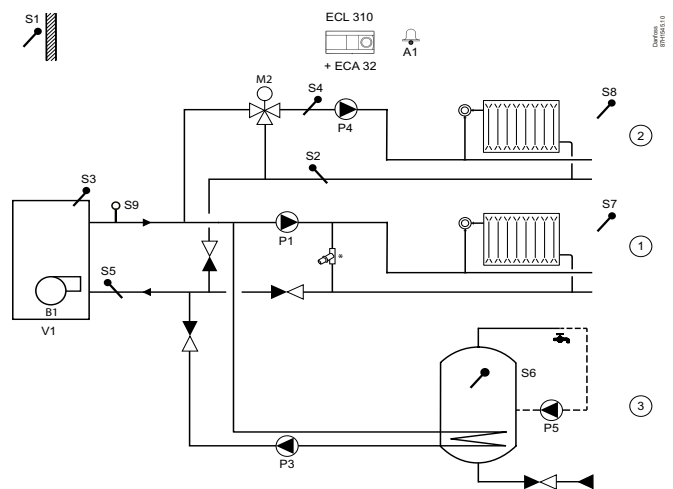 S1
ECL 310
A1
+ ECA 32
Danfoss
87H1545.10
M2
S4
S8
P4
2
S2
S3
S9
S7
P1
*
1
S5
B1
V1
S6
3
P5
P3